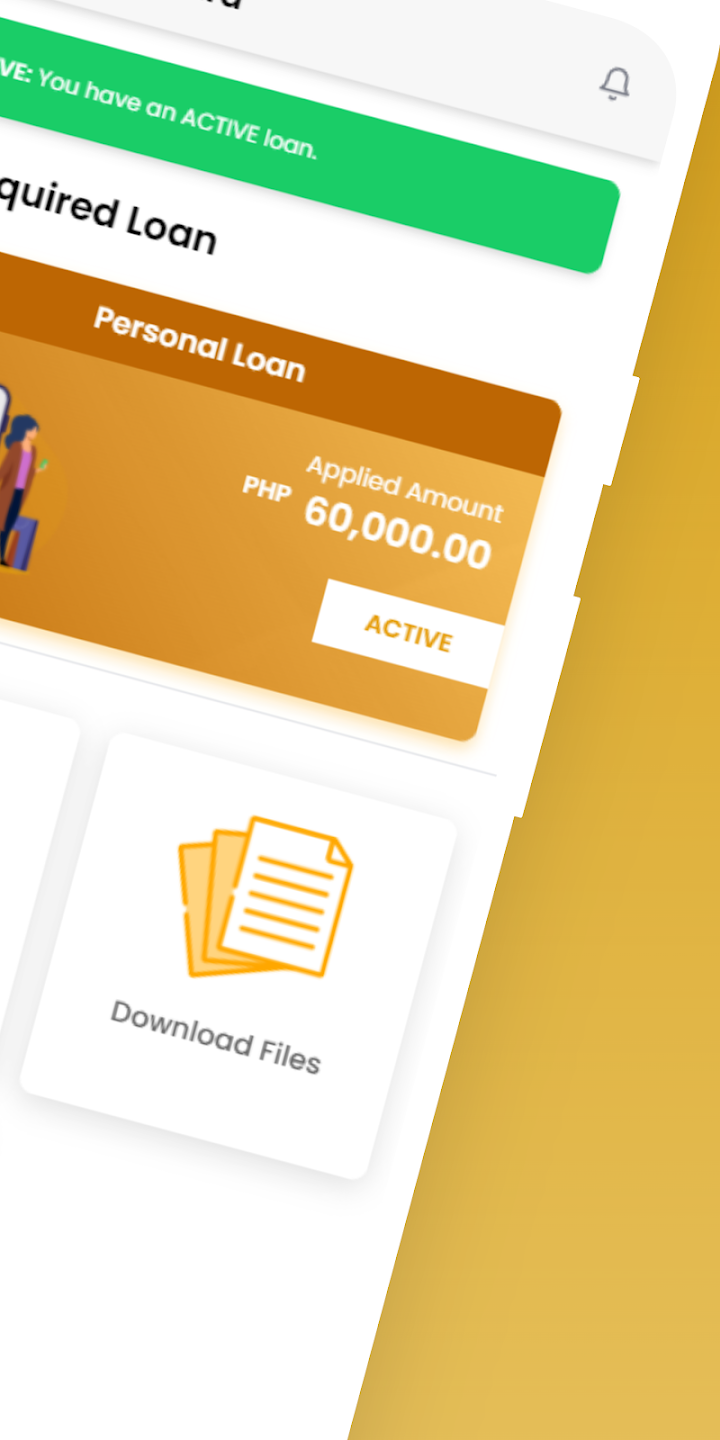 VE: You have an ACTIVE loan.
quired Loan
Personal Loan
Applied Amount
PHP 60,000.00
ACTIVE
Download Files